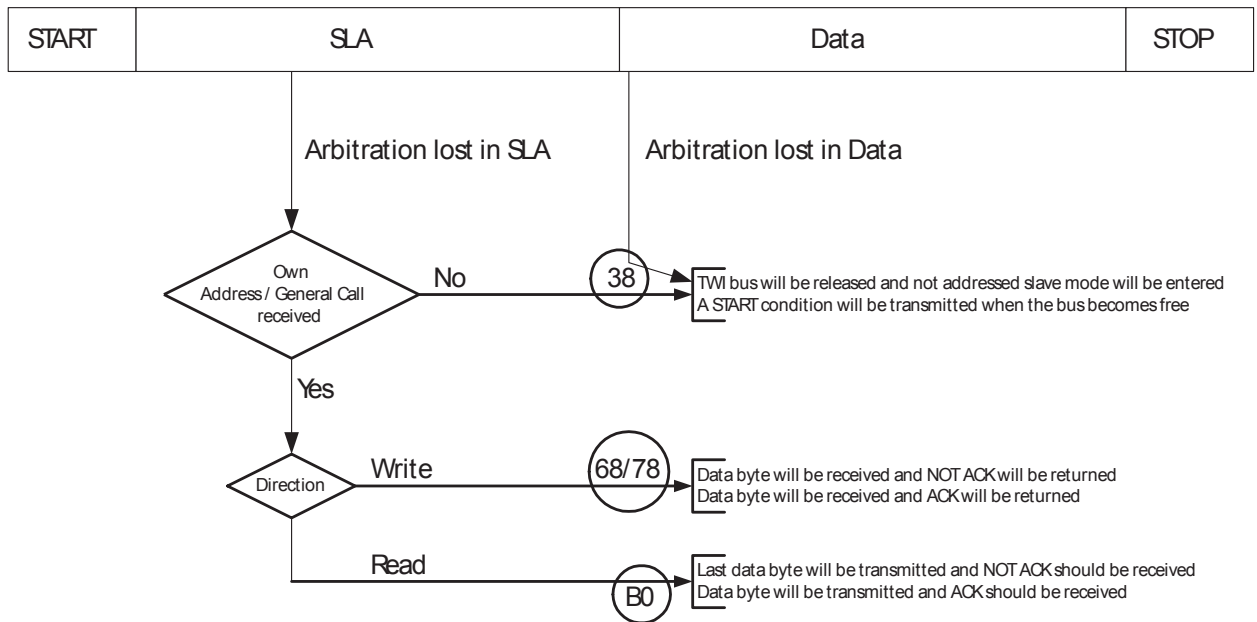 START SLA Data STOP
Arbitration lost in SLA Arbitration lost in Data
Own
Address / General Call
received
No
38
TWI bus will be released and not addressed slave mode will be entered
A START condition will be transmitted when the bus becomes free
Yes
Direction
Write
68/78
Data byte will be received and NOT ACK will be returned
Data byte will be received and ACK will be returned
Read
B0
Last data byte will be transmitted and NOT ACK should be received
Data byte will be transmitted and ACK should be received